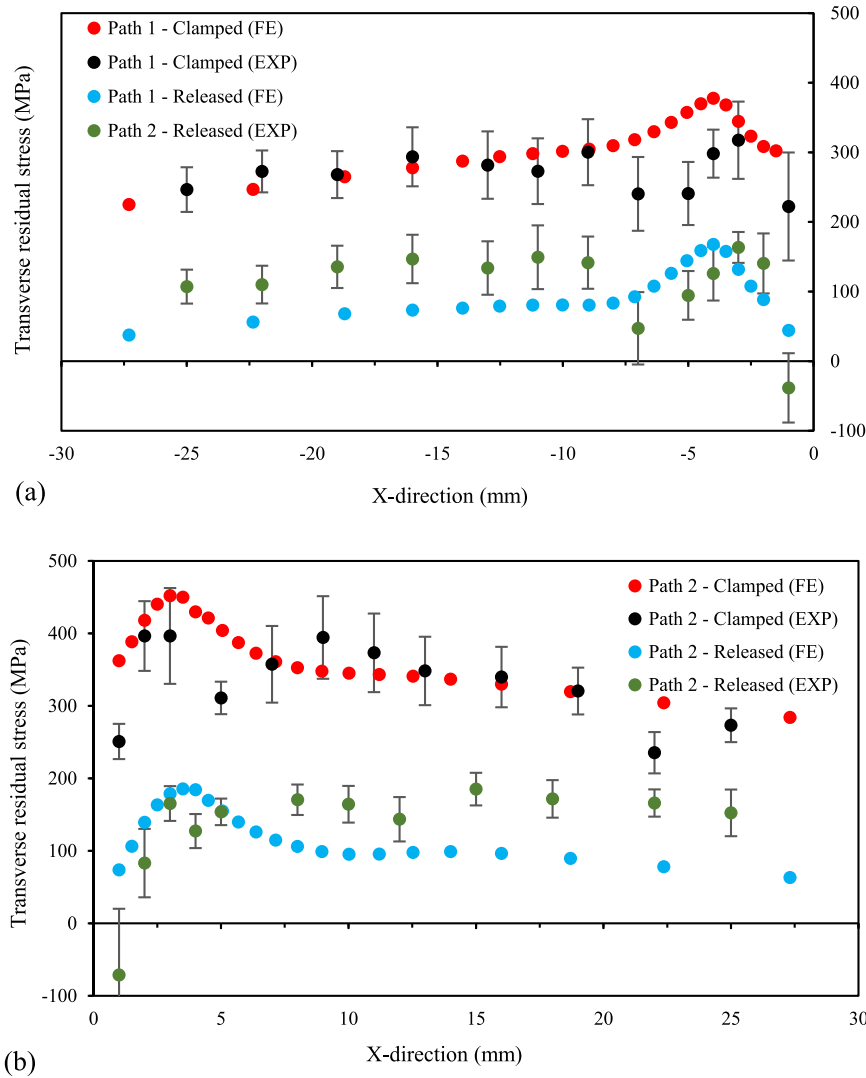 Path 1 - Clamped (FE)
Path 1 - Clamped (EXP)
Path 1 - Released (FE)
Path 2 - Released (EXP)
Transverse residual stress (MPa)
500
400
300
200
100
0
-100
-30
-25
-20
-15
-10
-5
0
X-direction (mm)
(a)
500
400
300
200
100
0
-100
Transverse residual stress (MPa)
Path 2 - Clamped (FE)
Path 2 - Clamped (EXP)
Path 2 - Released (FE)
Path 2 - Released (EXP)
0
5
10
15
20
25
30
X-direction (mm)
(b)